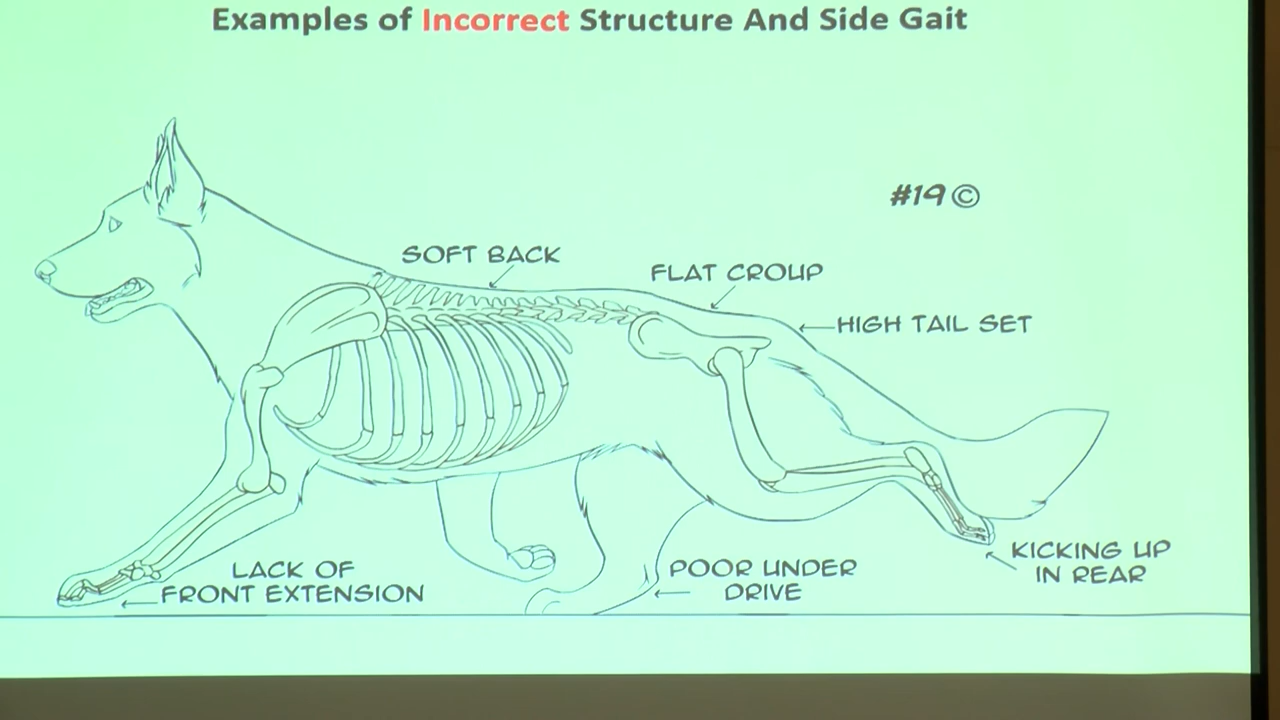 Examples of Incorrect Structure And Side Gait
#19 ©
SOFT BACK
FLAT CROUP
HIGH TAIL SET
LACK OF
FRONT EXTENSION
POOR UNDER
DRIVE
KICKING UP
IN REAR